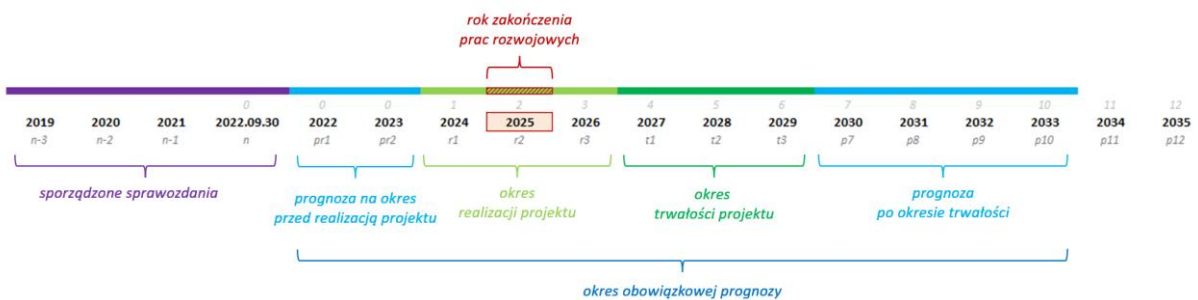 rok zakończenia
prac rozwojowych
0 0 0 1 2 3 4 5 6 7 8 9 10 11 12
2019 2020 2021 2022.09.30 2022 2023 2024 2025 2026 2027 2028 2029 2030 2031 2032 2033 2034 2035
n-3 n-2 n-1 n pr1 pr2 r1 r2 r3 t1 t2 t3 p7 p8 p9 p10 p11 p12
sporządzone sprawozdania
prognoza na okres
przed realizacją projektu
okres
realizacji projektu
okres
trwałości projektu
prognoza
po okresie trwałości
okres obowiązkowej prognozy